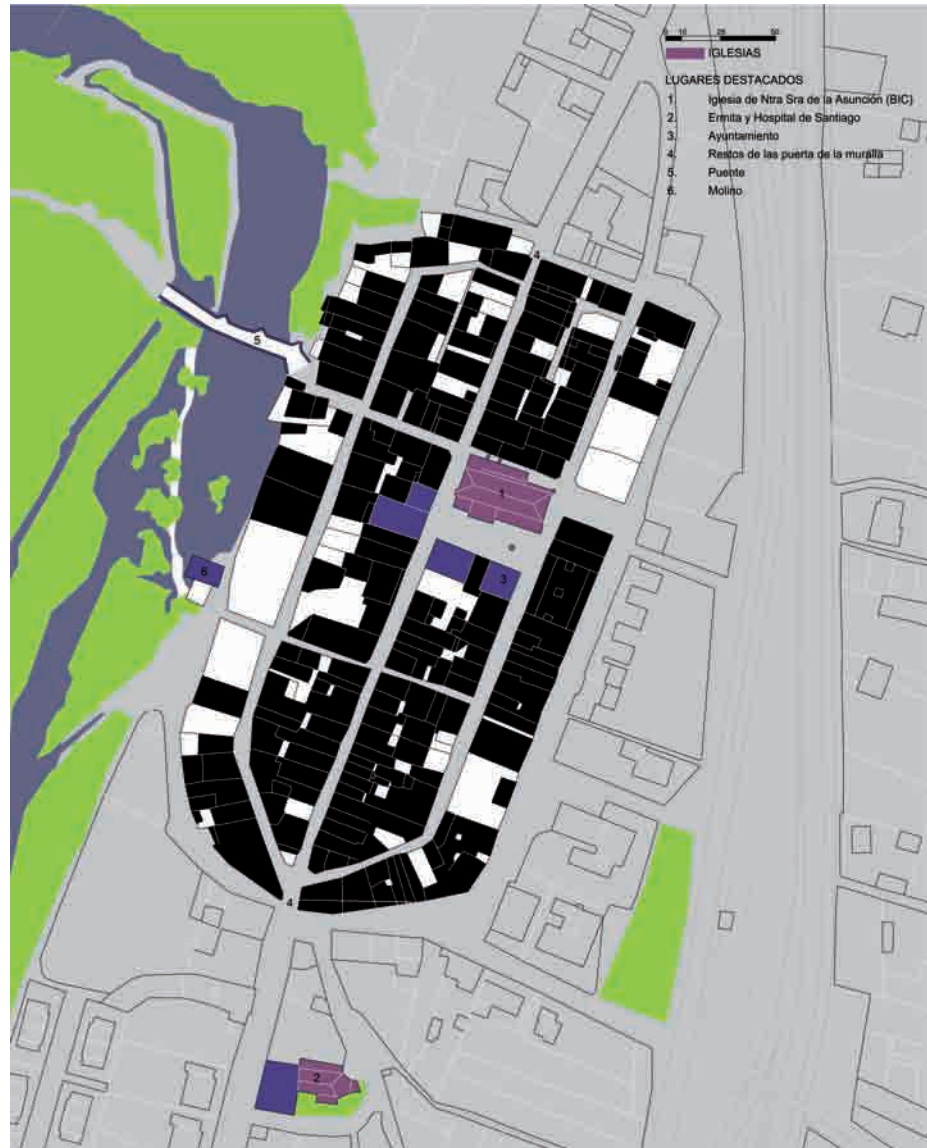 0 10 25 50
IGLESIAS
LUGARES DESTACADOS
1. Iglesia de Ntra Sra de la Asunción (BIC)
2. Ermita y Hospital de Santiago
3. Ayuntamiento
4. Restos de las puerta de la muralla
5. Puente
6. Molino
4
5
1
6
3
4
2